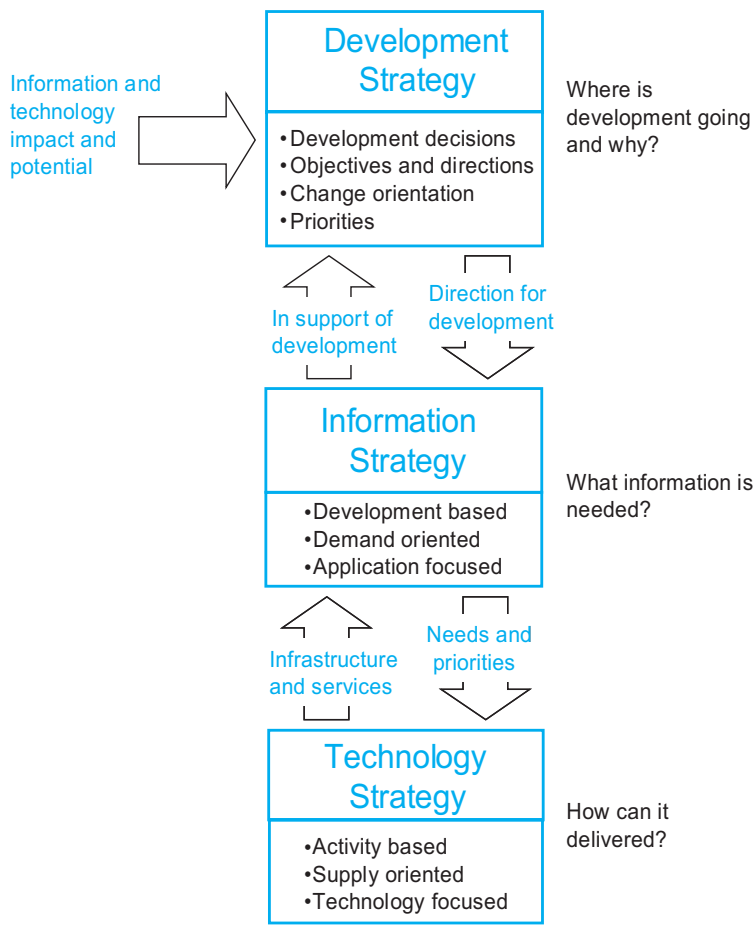 Development
Strategy
Information and
technology
impact and
potential
Where is
development going
and why?
•Development decisions
•Objectives and directions
•Change orientation
•Priorities
In support of
development
Direction for
development
Information
Strategy
What information is
needed?
•Development based
•Demand oriented
•Application focused
Infrastructure
and services
Needs and
priorities
Technology
Strategy
How can it
delivered?
•Activity based
•Supply oriented
•Technology focused